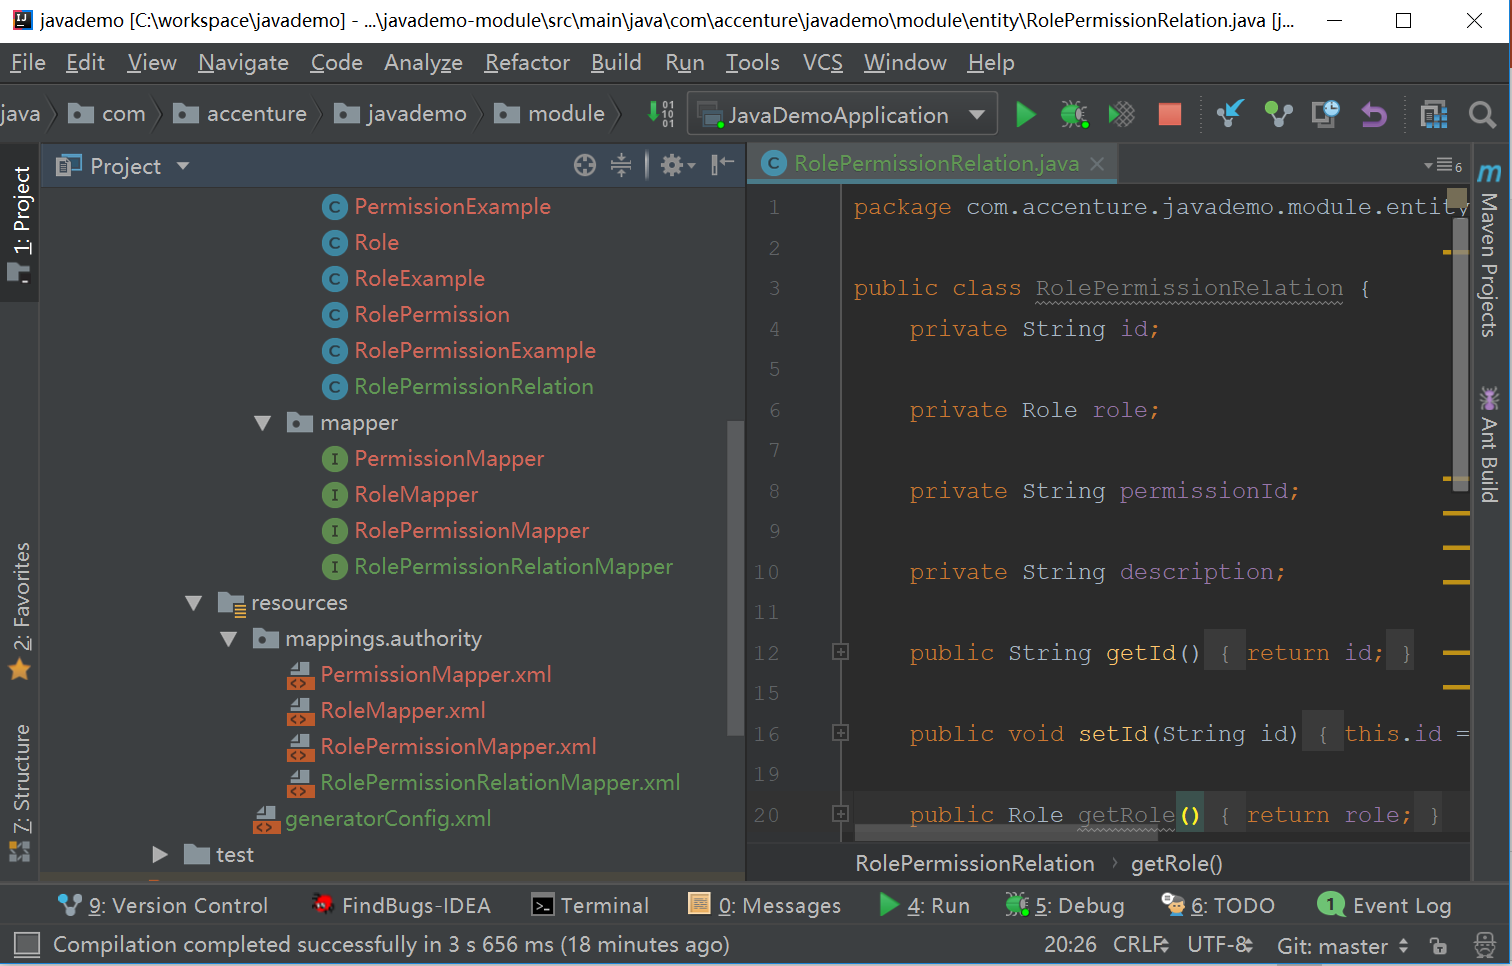 javademo [C:\workspace\javademo] - ...\javademo-module\src\main\java\com\accenture\javademo\module\entity\RolePermissionRelation.java [j...
File Edit View Navigate Code Analyze Refactor Build Run Tools VCS Window Help
java com accenture javademo module JavaDemoApplication
1: Project
2: Favorites
7: Structure
Project
PermissionExample
Role
RoleExample
RolePermission
RolePermissionExample
RolePermissionRelation
mapper
PermissionMapper
RoleMapper
RolePermissionMapper
RolePermissionRelationMapper
resources
mappings.authority
PermissionMapper.xml
RoleMapper.xml
RolePermissionMapper.xml
RolePermissionRelationMapper.xml
generatorConfig.xml
test
RolePermissionRelation.java
6
1 package com.accenture.javademo.module.entity
2
3 public class RolePermissionRelation {
4 private String id;
5
6 private Role role;
7
8 private String permissionId;
9
10 private String description;
11
12 public String getId() { return id; }
15
16 public void setId(String id) { this.id =
19
20 public Role getRole() { return role; }
RolePermissionRelation › getRole()
m Maven Projects
Ant Build
9: Version Control FindBugs-IDEA Terminal 0: Messages 4: Run 5: Debug 6: TODO 1 Event Log
Compilation completed successfully in 3 s 656 ms (18 minutes ago) 20:26 CRLF UTF-8 Git: master